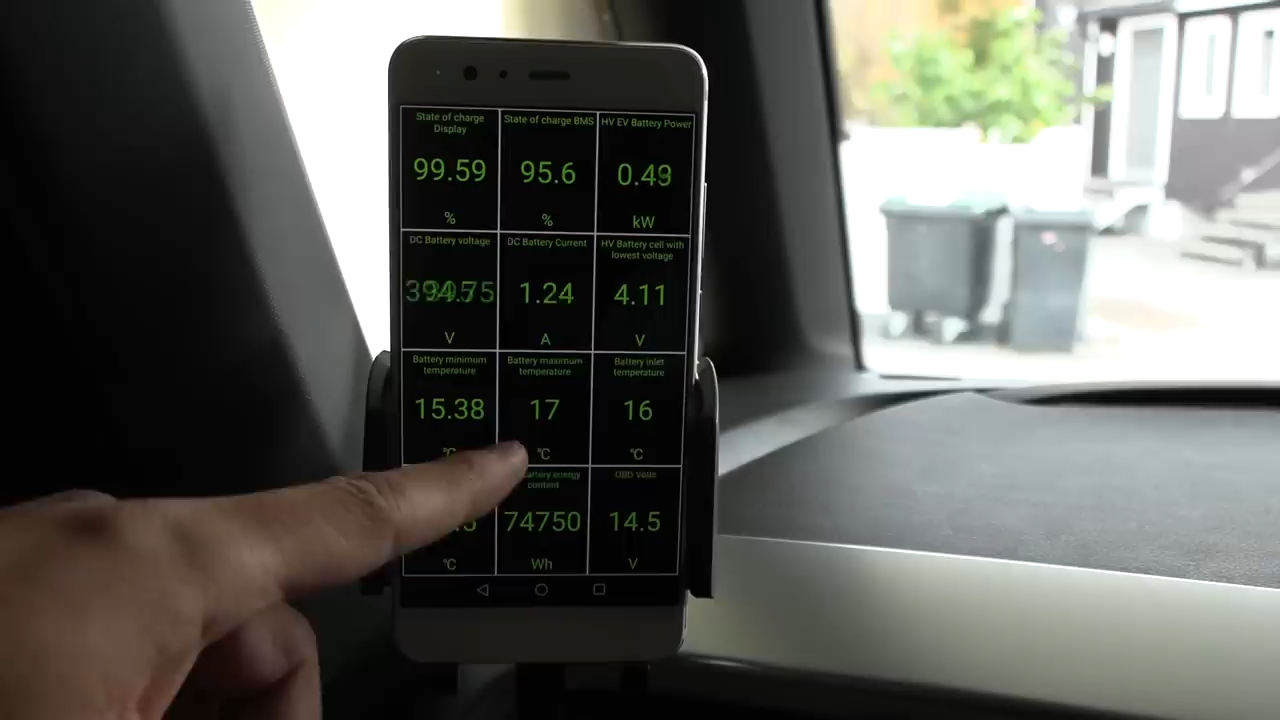 State of charge
Display
State of charge BMS
HV EV Battery Power
99.59
95.6
0.49
%
%
kW
DC Battery voltage
DC Battery Current
HV Battery cell with
lowest voltage
1.24
4.11
V
A
V
Battery minimum
temperature
Battery maximum
temperature
Battery inlet
temperature
15.38
17
16
℃
℃
℃
energy
content
OBD Volts
74750
14.5
℃
Wh
V